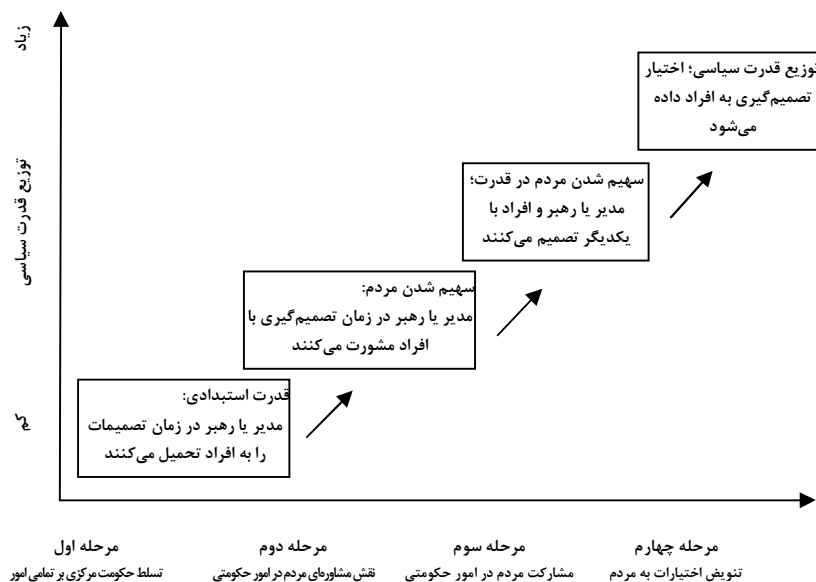 زیاد
توزیع قدرت سیاسی
کم
توزیع قدرت سیاسی؛ اختیار
تصمیم‌گیری به افراد داده
می‌شود
سهیم شدن مردم در قدرت؛
مدیر یا رهبر و افراد با
یکدیگر تصمیم می‌کنند
سهیم شدن مردم:
مدیر یا رهبر در زمان تصمیم‌گیری با
افراد مشورت می‌کنند
قدرت استبدادی:
مدیر یا رهبر در زمان تصمیمات
را به افراد تحمیل می‌کنند
مرحله اول
تسلط حکومت مرکزی بر تمامی امور
مرحله دوم
نقش مشاوره‌ای مردم در امور حکومتی
مرحله سوم
مشارکت مردم در امور حکومتی
مرحله چهارم
تنویض اختیارات به مردم